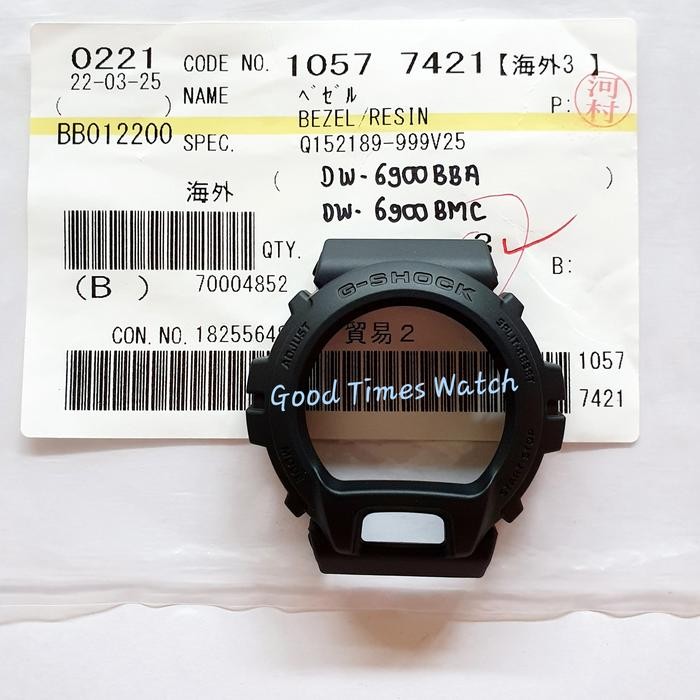 0221 CODE NO. 1057 7421【海外3 】
22-03-25
( ) NAME ベゼル P: 河村
BEZEL/RESIN
BB012200 SPEC. Q152189-999V25
海外 ( DW-6900BBA )
DW-6900BMC
QTY. B:
(B ) 70004852
CON.NO.1825564 貿易2
1057
7421
G-SHOCK
ADJUST
SPLIT/RESET
MODE
START·STOP
Good Times Watch